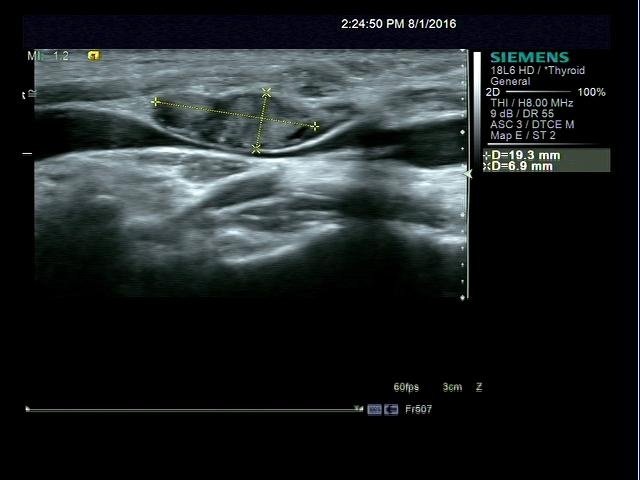 2:24:50 PM 8/1/2016
MI: 1.2
SIEMENS
18L6 HD / *Thyroid
General
2D 100%
THI / H8.00 MHz
9 dB / DR 55
ASC 3 / DTCE M
Map E / ST 2
D=19.3 mm
D=6.9 mm
60fps 3cm Z
Fr507